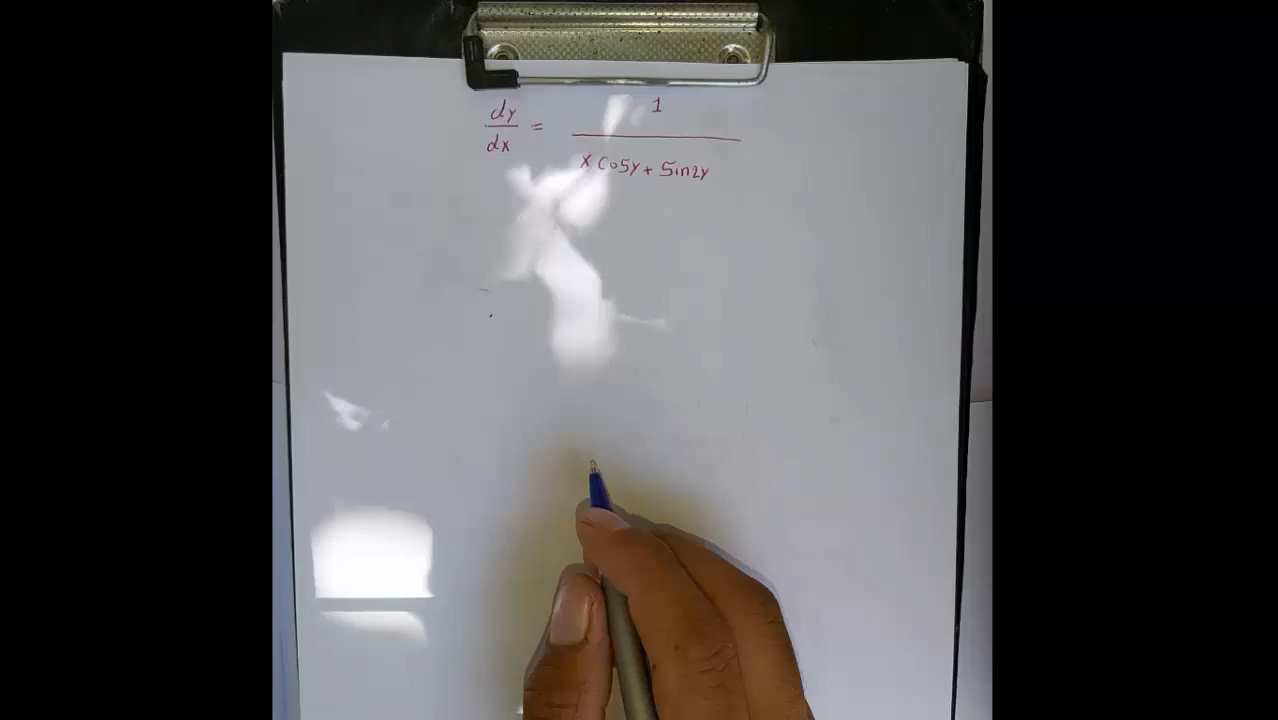 dy/dx = 1/(x cosy + sin2y)